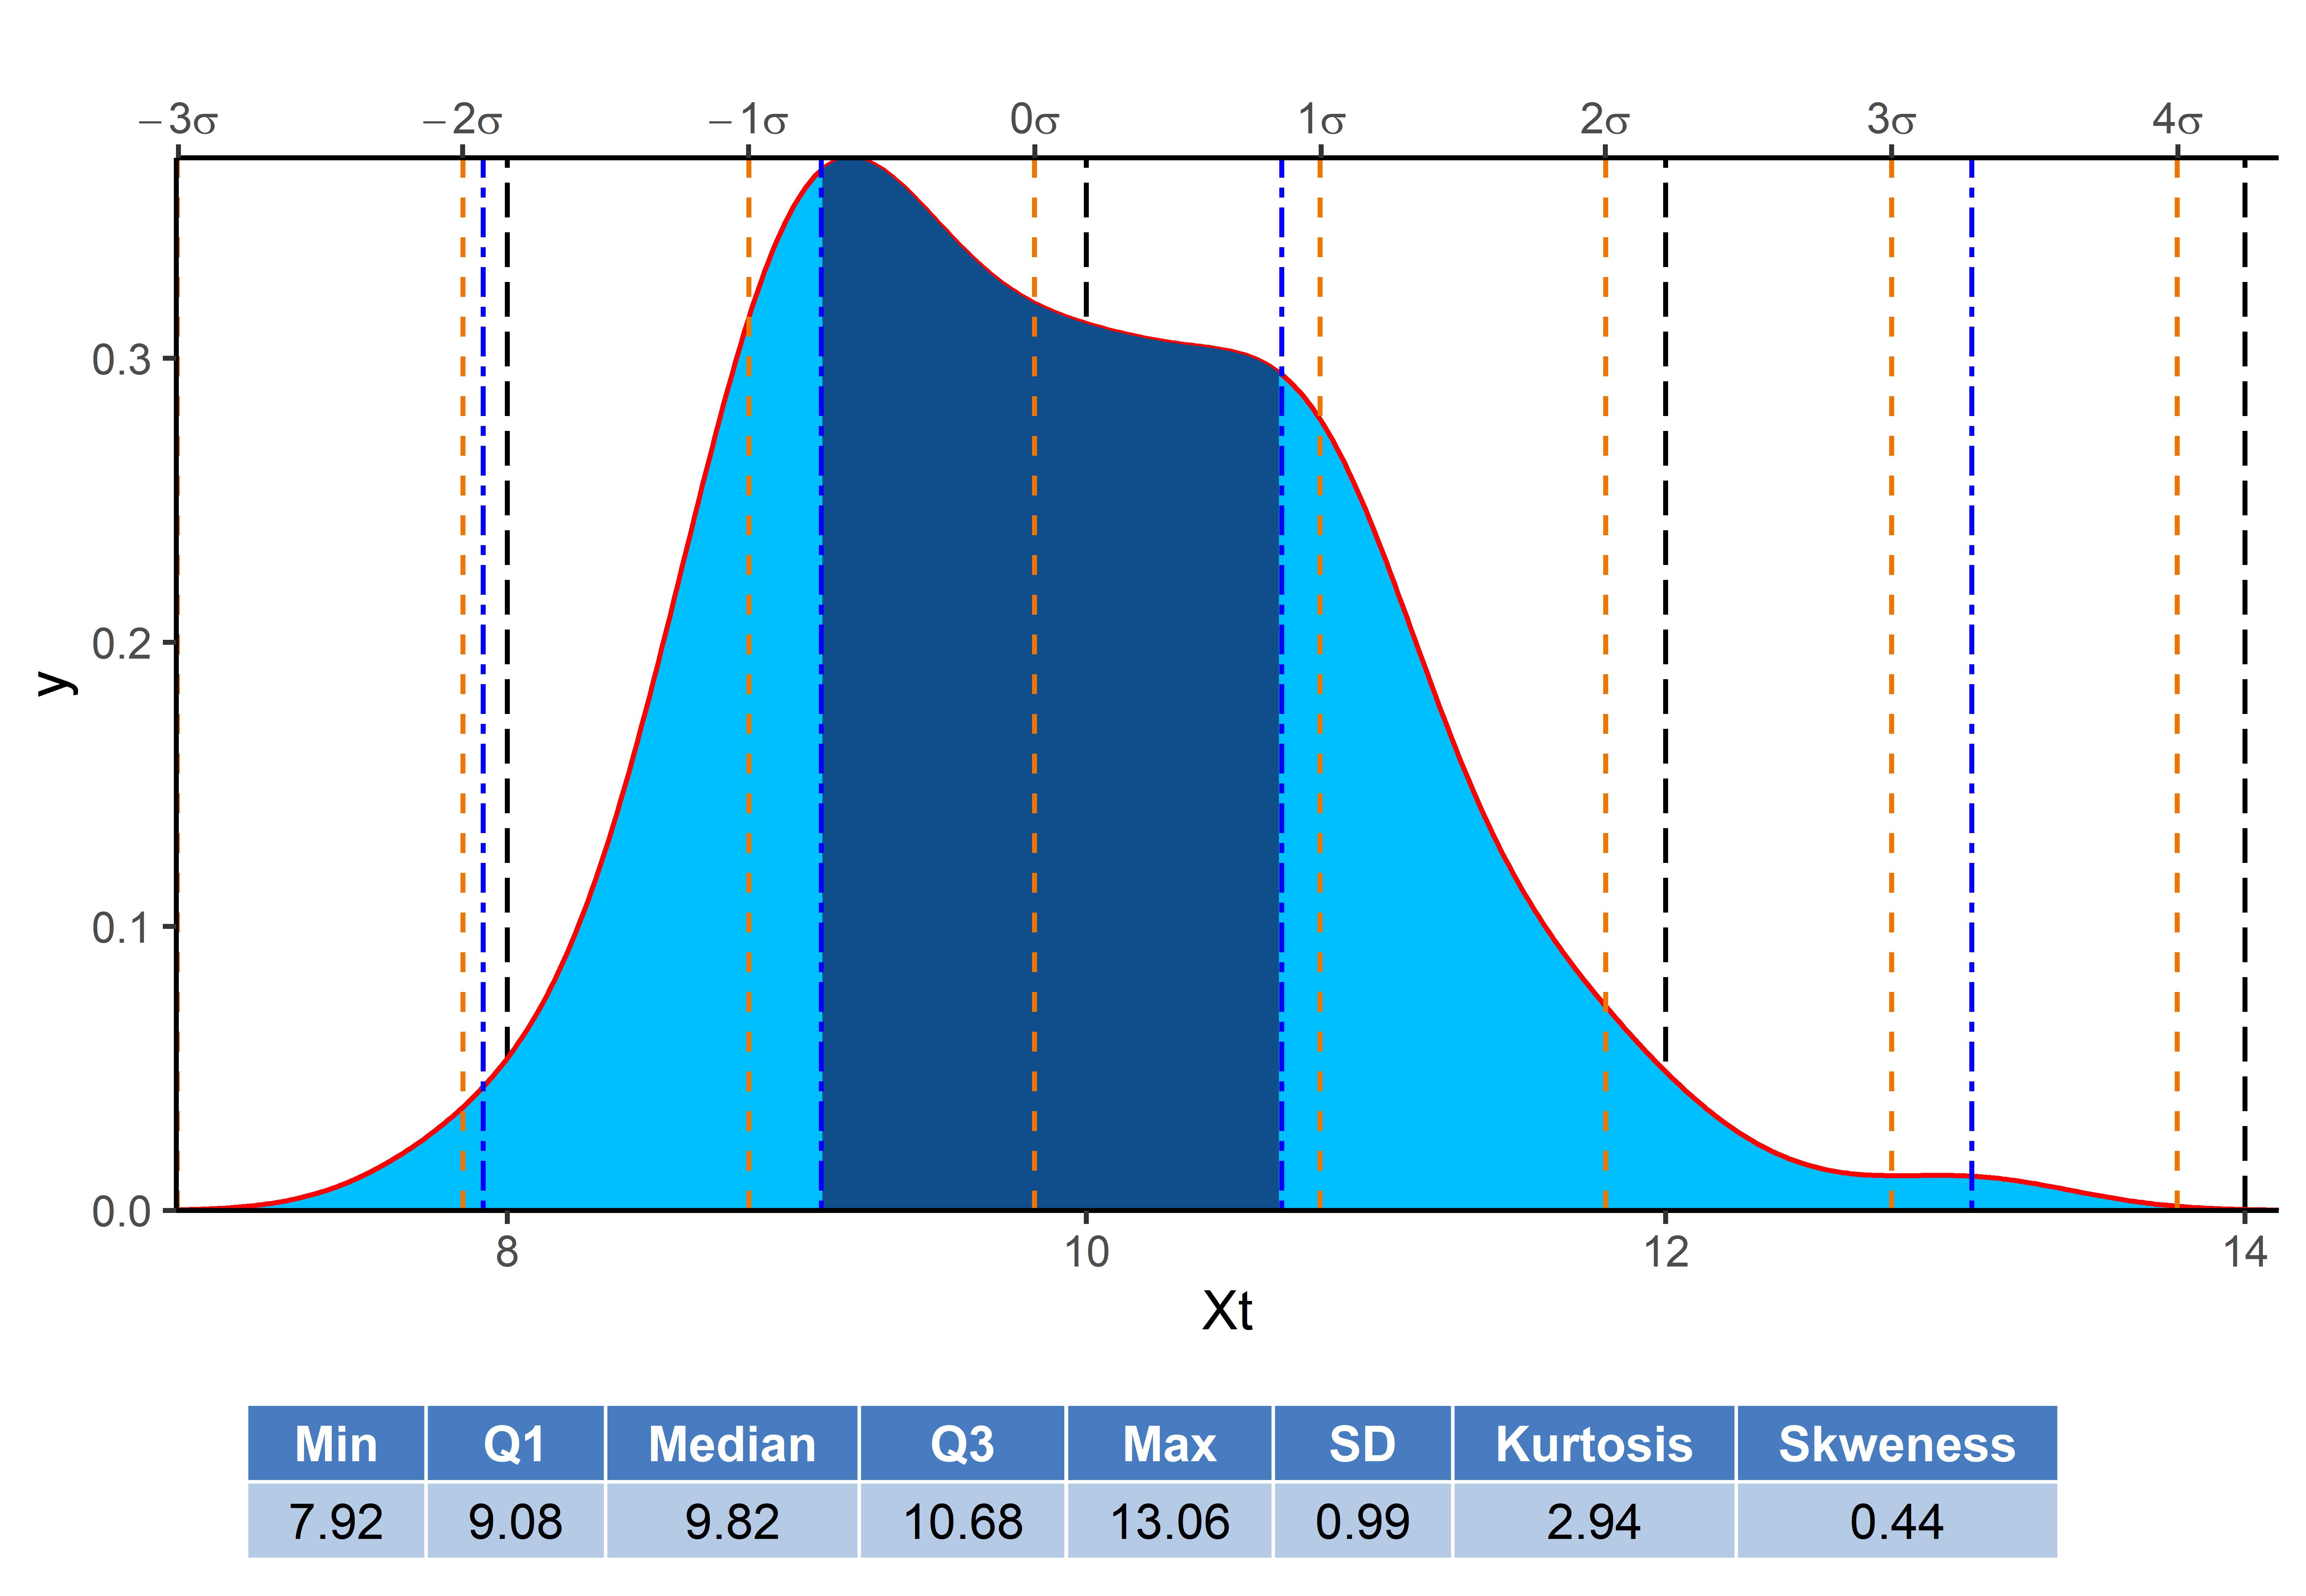 −3σ −2σ −1σ 0σ 1σ 2σ 3σ 4σ
0.3
0.2
y
0.1
0.0
8 10 12 14
Xt
Min Q1 Median Q3 Max SD Kurtosis Skweness
7.92 9.08 9.82 10.68 13.06 0.99 2.94 0.44